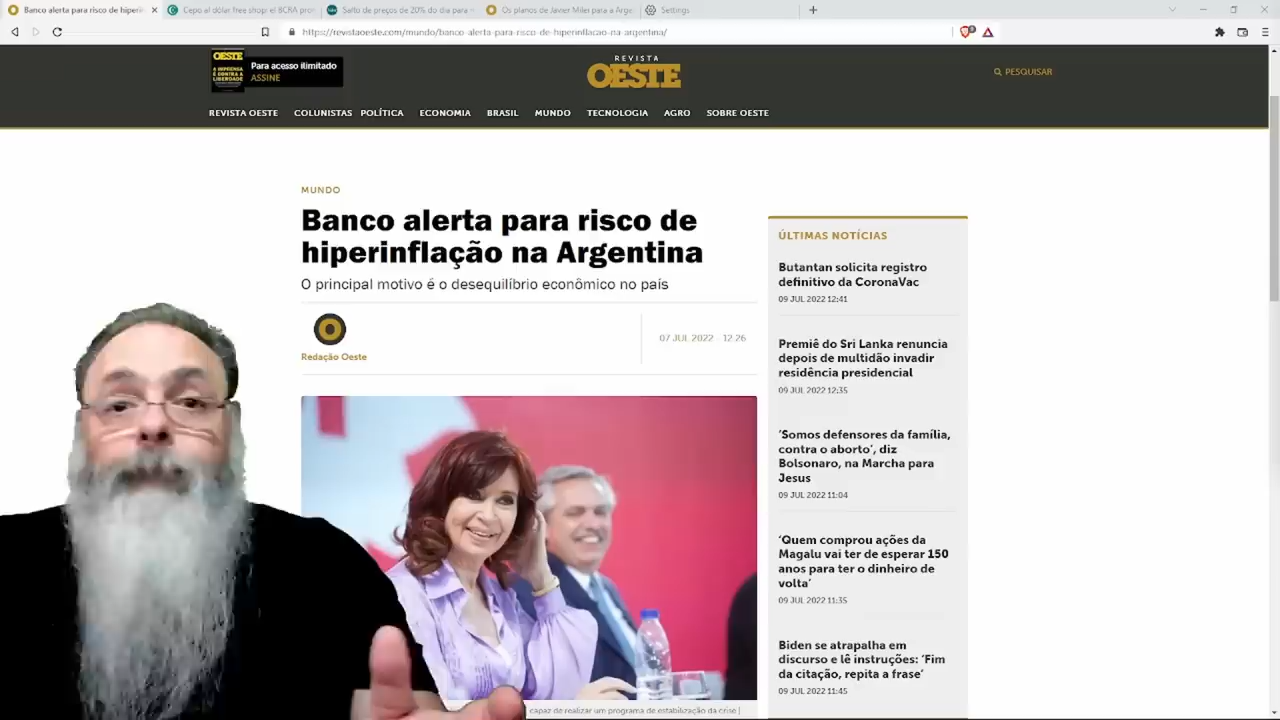 Banco alerta para risco de hiperi
Cepo al dólar free shop: el BCRA pro
Salto de preços de 20% do dia para
Os planos de Javier Milei para a Arge
Settings
https://revistaoeste.com/mundo/banco-alerta-para-risco-de-hiperinflacao-na-argentina/
OESTE
A IMPRENSA
É CONTRA A
LIBERDADE
Para acesso ilimitado
ASSINE
REVISTA
OESTE
PESQUISAR
REVISTA OESTE COLUNISTAS POLÍTICA ECONOMIA BRASIL MUNDO TECNOLOGIA AGRO SOBRE OESTE
MUNDO
Banco alerta para risco de
hiperinflação na Argentina
O principal motivo é o desequilíbrio econômico no país
Redação Oeste
07 JUL 2022 - 12:26
capaz de realizar um programa de estabilização da crise |
ÚLTIMAS NOTÍCIAS
Butantan solicita registro
definitivo da CoronaVac
09 JUL 2022 12:41
Premiê do Sri Lanka renuncia
depois de multidão invadir
residência presidencial
09 JUL 2022 12:35
'Somos defensores da família,
contra o aborto', diz
Bolsonaro, na Marcha para
Jesus
09 JUL 2022 11:04
'Quem comprou ações da
Magalu vai ter de esperar 150
anos para ter o dinheiro de
volta'
09 JUL 2022 11:35
Biden se atrapalha em
discurso e lê instruções: 'Fim
da citação, repita a frase'
09 JUL 2022 11:45